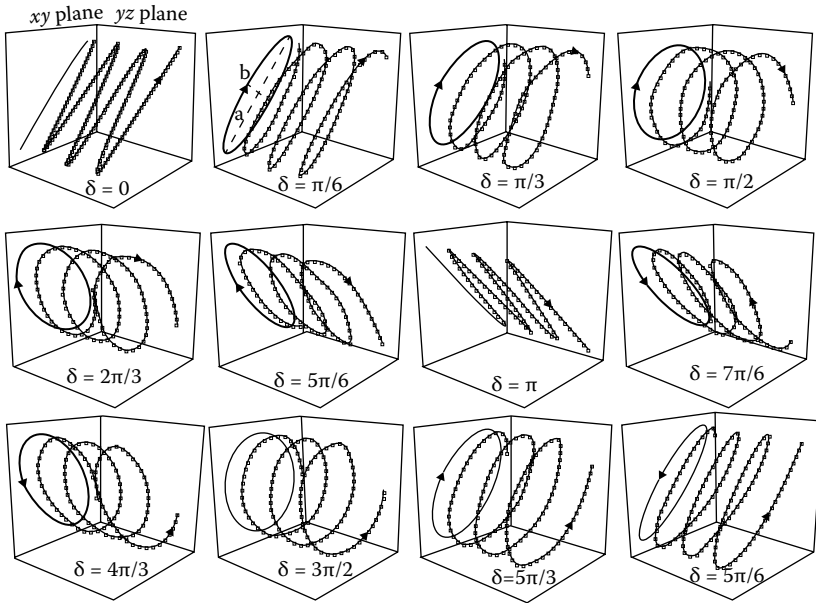 xy plane yz plane
δ = 0
b
a
δ = π/6
δ = π/3
δ = π/2
δ = 2π/3
δ = 5π/6
δ = π
δ = 7π/6
δ = 4π/3
δ = 3π/2
δ=5π/3
δ = 5π/6